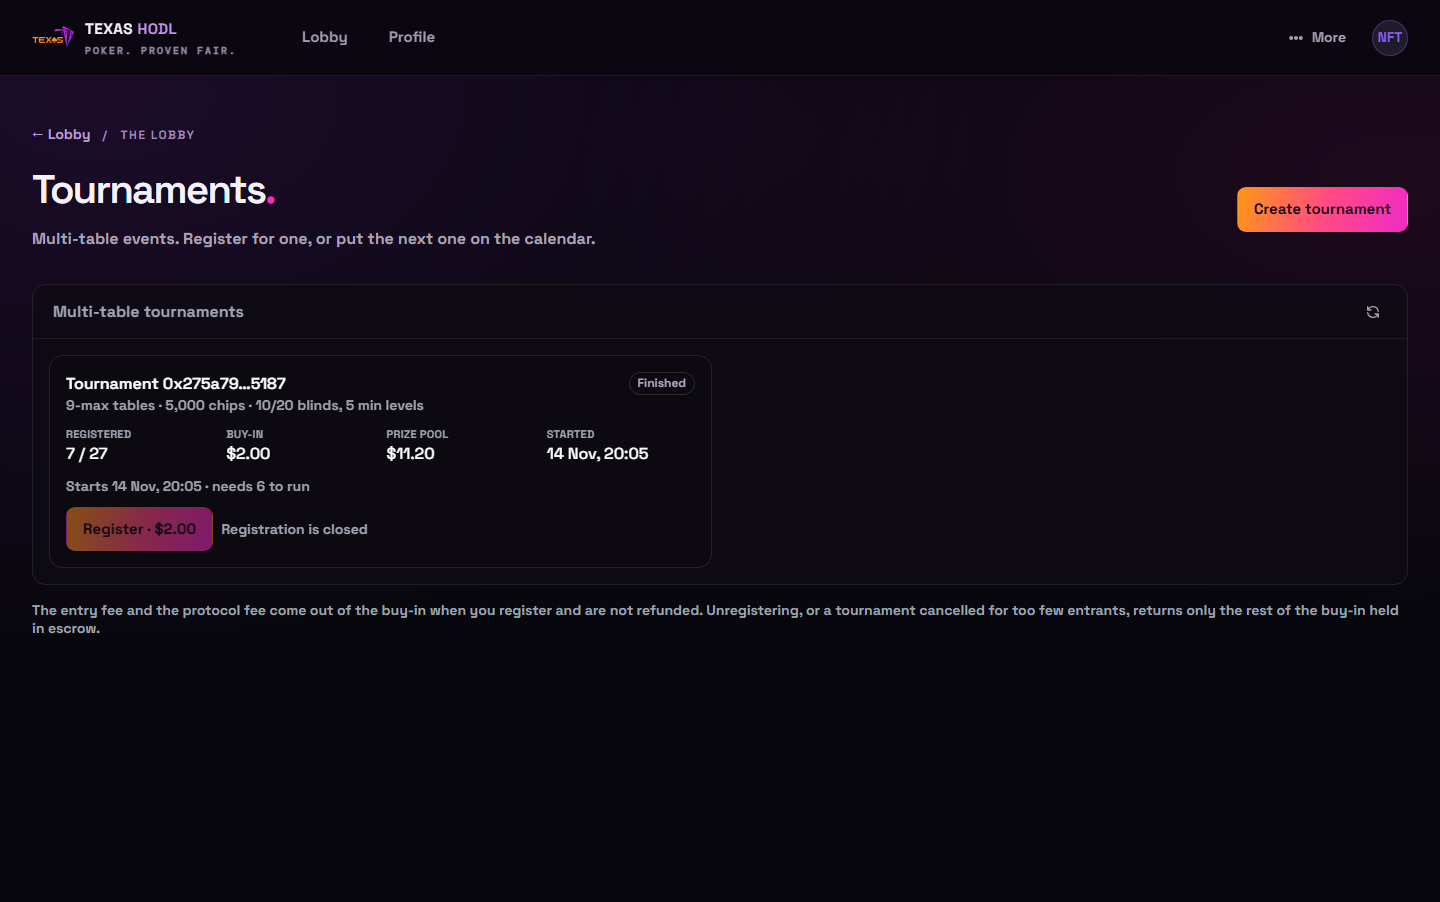 TEXAS
TEXAS HODL
POKER. PROVEN FAIR.
Lobby
Profile
••• More
NFT
← Lobby / THE LOBBY
Tournaments.
Multi-table events. Register for one, or put the next one on the calendar.
Create tournament
Multi-table tournaments
Tournament 0x275a79…5187
Finished
9-max tables · 5,000 chips · 10/20 blinds, 5 min levels
REGISTERED BUY-IN PRIZE POOL STARTED
7 / 27 $2.00 $11.20 14 Nov, 20:05
Starts 14 Nov, 20:05 · needs 6 to run
Register · $2.00 Registration is closed
The entry fee and the protocol fee come out of the buy-in when you register and are not refunded. Unregistering, or a tournament cancelled for too few entrants, returns only the rest of the buy-in held
in escrow.